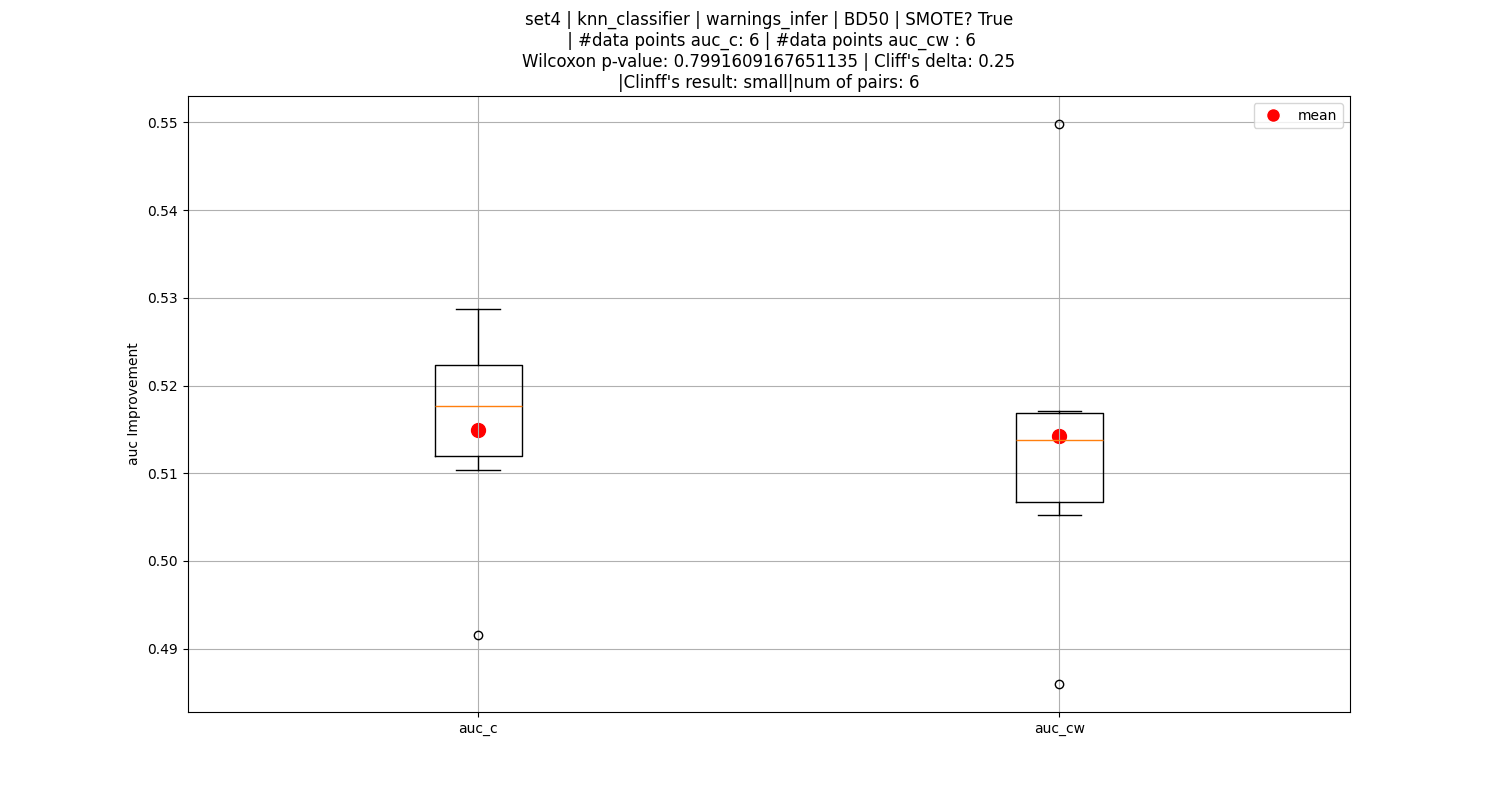 set4 | knn_classifier | warnings_infer | BD50 | SMOTE? True
| #data points auc_c: 6 | #data points auc_cw : 6
Wilcoxon p-value: 0.7991609167651135 | Cliff's delta: 0.25
|Clinff's result: small|num of pairs: 6
mean
0.55
0.54
0.53
0.52
0.51
0.50
0.49
auc Improvement
auc_c
auc_cw